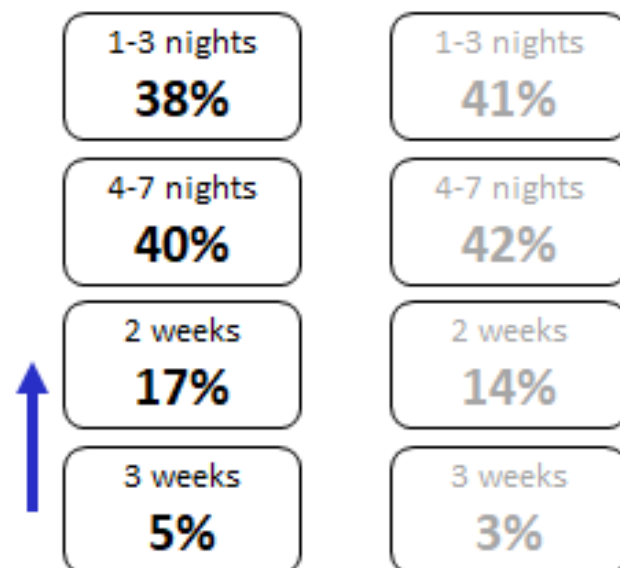 1-3 nights
38%
4-7 nights
40%
2 weeks
17%
3 weeks
5%
1-3 nights
41%
4-7 nights
42%
2 weeks
14%
3 weeks
3%